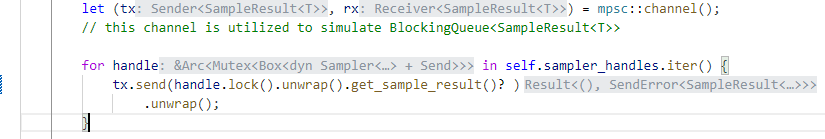 let (tx: Sender<SampleResult<T>>, rx: Receiver<SampleResult<T>>) = mpsc::channel();
// this channel is utilized to simulate BlockingQueue<SampleResult<T>>
for handle: &Arc<Mutex<Box<dyn Sampler<…> + Send>>> in self.sampler_handles.iter() {
tx.send(handle.lock().unwrap().get_sample_result()? ) Result<(), SendError<SampleResult<…>>>
.unwrap();
}